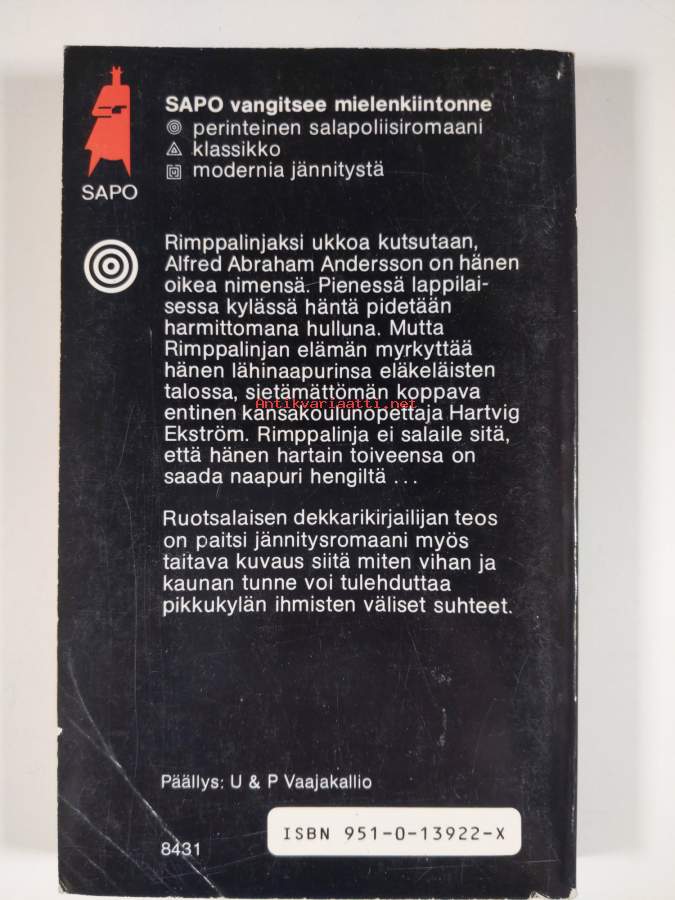 SAPO vangitsee mielenkiintonne
perinteinen salapoliisiromaani
klassikko
modernia jännitystä
SAPO
Rimppalinjaksi ukkoa kutsutaan,
Alfred Abraham Andersson on hänen
oikea nimensä. Pienessä lappilai-
sessa kylässä häntä pidetään
harmittomana hulluna. Mutta
Rimppalinjan elämän myrkyttää
hänen lähinaapurinsa eläkeläisten
talossa, sietämättömän koppava
Antikvariaatti.net
entinen kansakoulunopettaja Hartvig
Ekström. Rimppalinja ei salaile sitä,
että hänen hartain toiveensa on
saada naapuri hengiltä ...
Ruotsalaisen dekkarikirjailijan teos
on paitsi jännitysromaani myös
taitava kuvaus siitä miten vihan ja
kaunan tunne voi tulehduttaa
pikkukylän ihmisten väliset suhteet.
Päällys: U & P Vaajakallio
ISBN 951-0-13922-X
8431